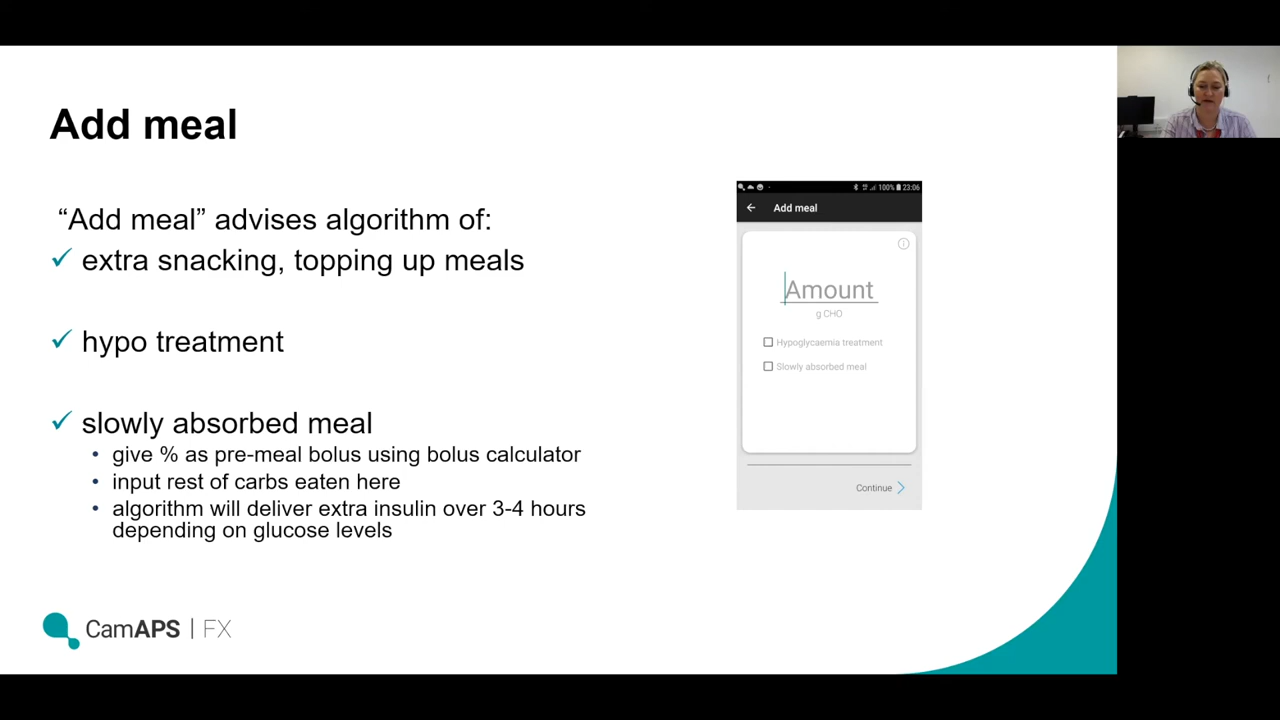 Add meal
“Add meal” advises algorithm of:
extra snacking, topping up meals
hypo treatment
slowly absorbed meal
give % as pre-meal bolus using bolus calculator
input rest of carbs eaten here
algorithm will deliver extra insulin over 3-4 hours
depending on glucose levels
100% 23:06
Add meal
Amount
g CHO
Hypoglycaemia treatment
Slowly absorbed meal
Continue
CamAPS | FX